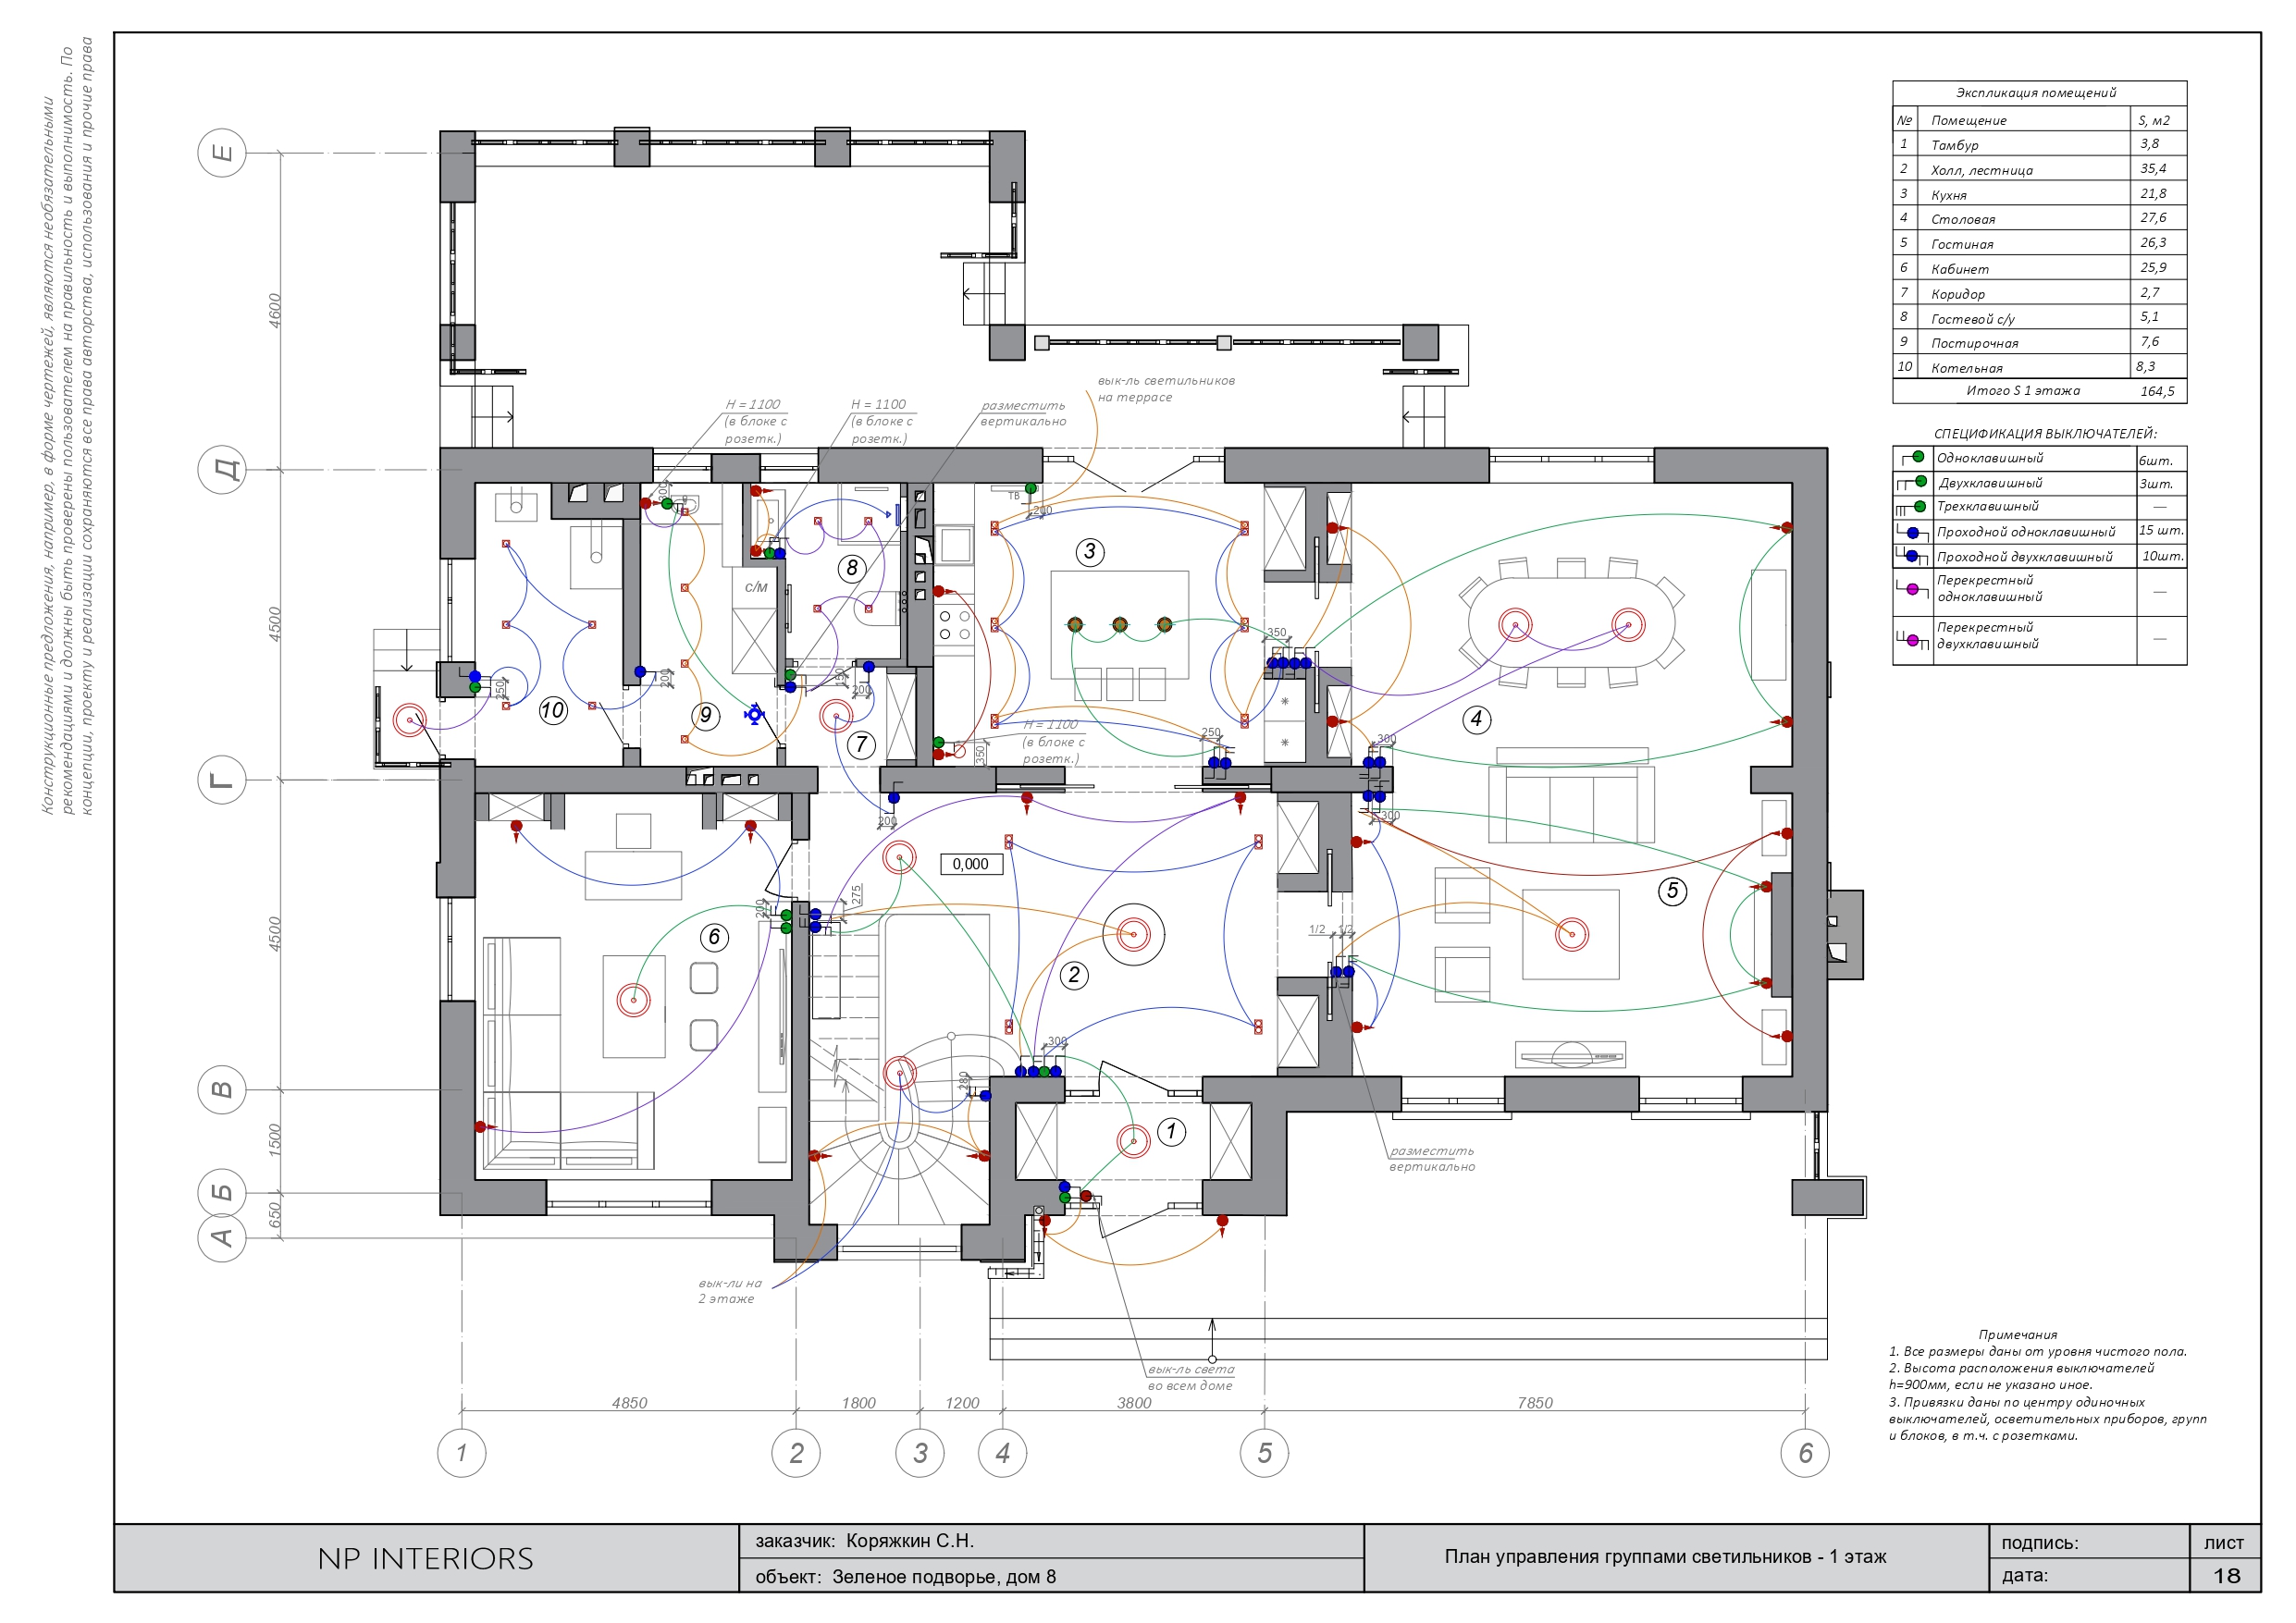 Конструкционные предложения, например, в форме чертежей, являются необязательными
рекомендациями и должны быть проверены пользователем на правильность и выполнимость. По
концепции, проекту и реализации сохраняются все права авторства, использования и прочие права
Экспликация помещений
№ Помещение S, м2
1 Тамбур 3,8
2 Холл, лестница 35,4
3 Кухня 21,8
4 Столовая 27,6
5 Гостиная 26,3
6 Кабинет 25,9
7 Коридор 2,7
8 Гостевой с/у 5,1
9 Постирочная 7,6
10 Котельная 8,3
Итого S 1 этажа 164,5
СПЕЦИФИКАЦИЯ ВЫКЛЮЧАТЕЛЕЙ:
Одноклавишный 6шт.
Двухклавишный 3шт.
Трехклавишный —
Проходной одноклавишный 15 шт.
Проходной двухклавишный 10шт.
Перекрестный
одноклавишный —
Перекрестный
двухклавишный —
Е
Д
Г
В
Б
А
4600
4500
4500
1500
650
вык-ль светильников
на террасе
H = 1100
(в блоке с
розетк.)
H = 1100
(в блоке с
розетк.)
разместить
вертикально
300
ТВ
200
3
8
с/м
350
150
200
200
250
10
9
7
4
H = 1100
(в блоке с
розетк.)
350
250
300
300
200
0,000
275
200
6
5
2
1/2
1/2
300
280
1
разместить
вертикально
вык-ли на
2 этаже
вык-ль света
во всем доме
4850
1800
1200
3800
7850
1
2
3
4
5
6
Примечания
1. Все размеры даны от уровня чистого пола.
2. Высота расположения выключателей
h=900мм, если не указано иное.
3. Привязки даны по центру одиночных
выключателей, осветительных приборов, групп
и блоков, в т.ч. с розетками.
NP INTERIORS
заказчик: Коряжкин С.Н.
объект: Зеленое подворье, дом 8
План управления группами светильников - 1 этаж
подпись:
дата:
лист
18